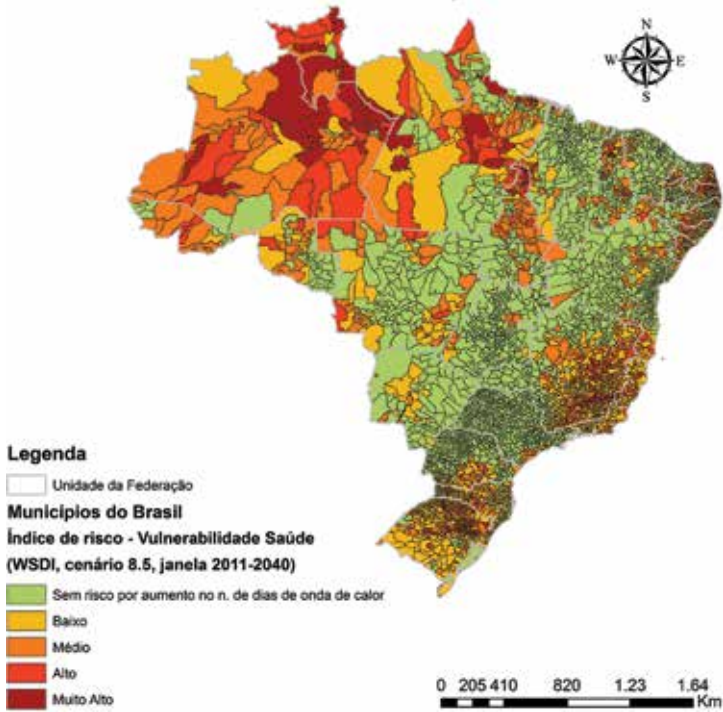 N
W E
S
Legenda
Unidade da Federação
Municípios do Brasil
Índice de risco - Vulnerabilidade Saúde
(WSDI, cenário 8.5, janela 2011-2040)
Sem risco por aumento no n. de dias de onda de calor
Baixo
Médio
Alto
Muito Alto
0 205 410 820 1.23 1.64
Km